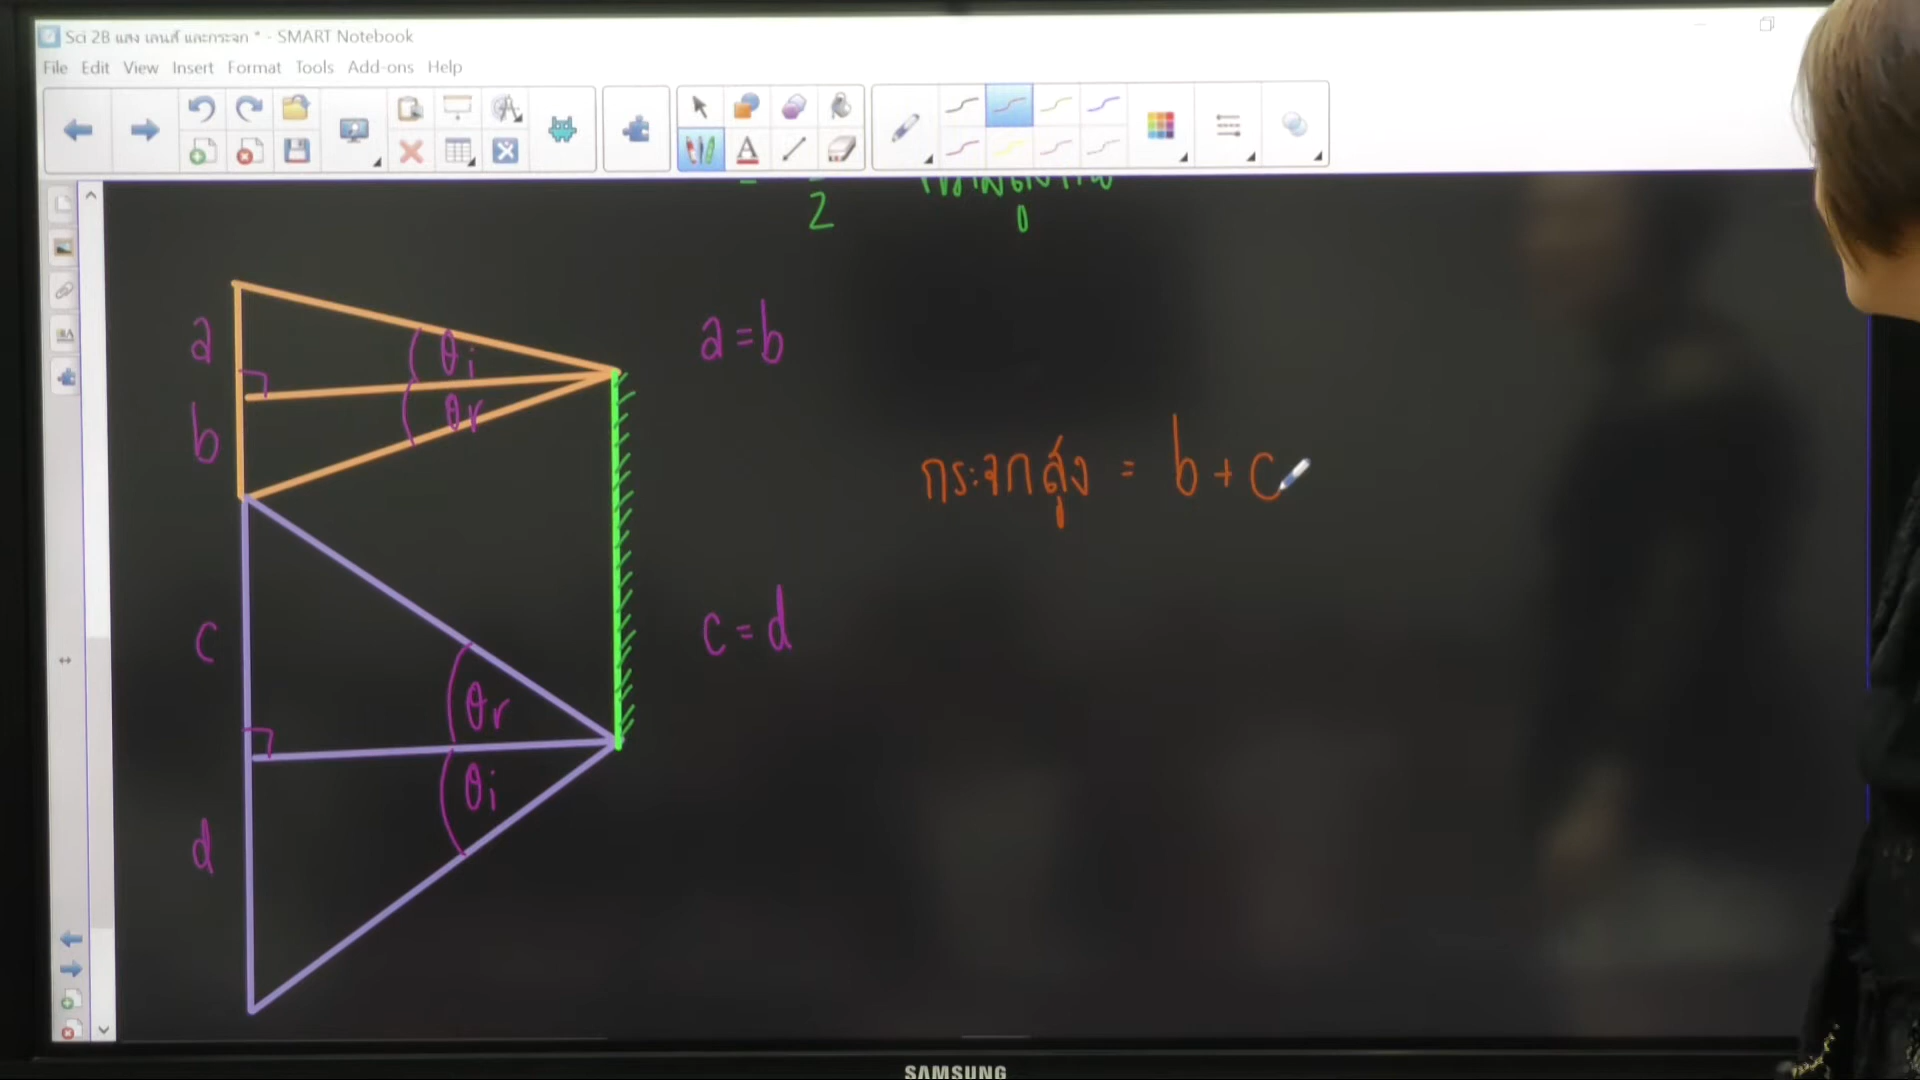 Sci 2B แสง เลนส์ และกระจก * - SMART Notebook
File Edit View Insert Format Tools Add-ons Help
2
a
θi
a = b
b
θr
กระจกสูง = b + c
c
c = d
θr
θi
d
SAMSUNG